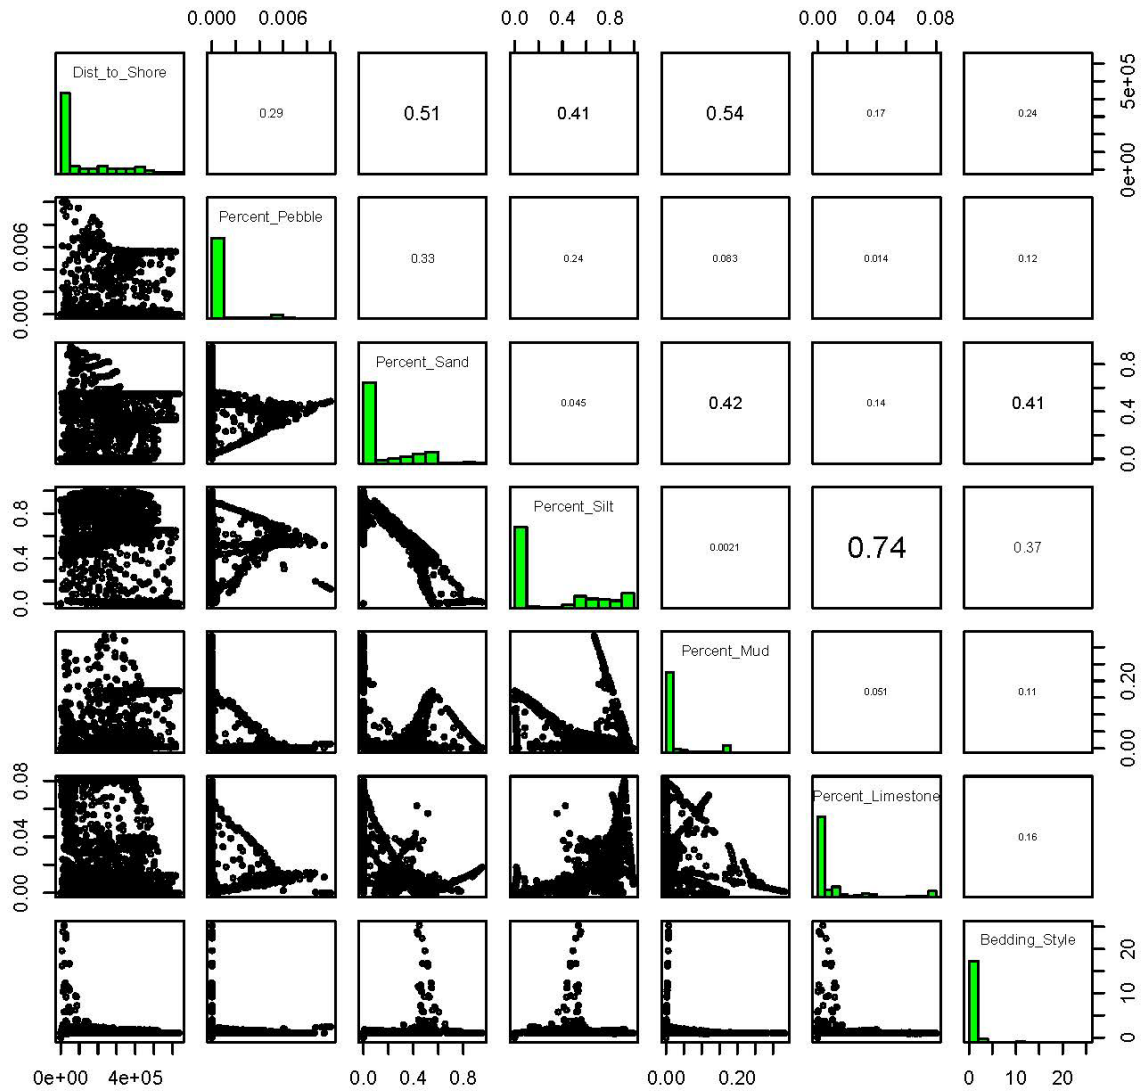 0.000 0.006 0.0 0.4 0.8 0.00 0.04 0.08
Dist_to_Shore 0.29 0.51 0.41 0.54 0.17 0.24
0e+00 5e+05
Percent_Pebble 0.33 0.24 0.083 0.014 0.12
0.000 0.006
Percent_Sand 0.045 0.42 0.14 0.41
0.0 0.4 0.8
Percent_Silt 0.0021 0.74 0.37
0.0 0.4 0.8
Percent_Mud 0.051 0.11
0.00 0.20
Percent_Limestone 0.16
0.00 0.04 0.08
Bedding_Style
0 10 20
0e+00 4e+05 0.0 0.4 0.8 0.00 0.20 0 10 20